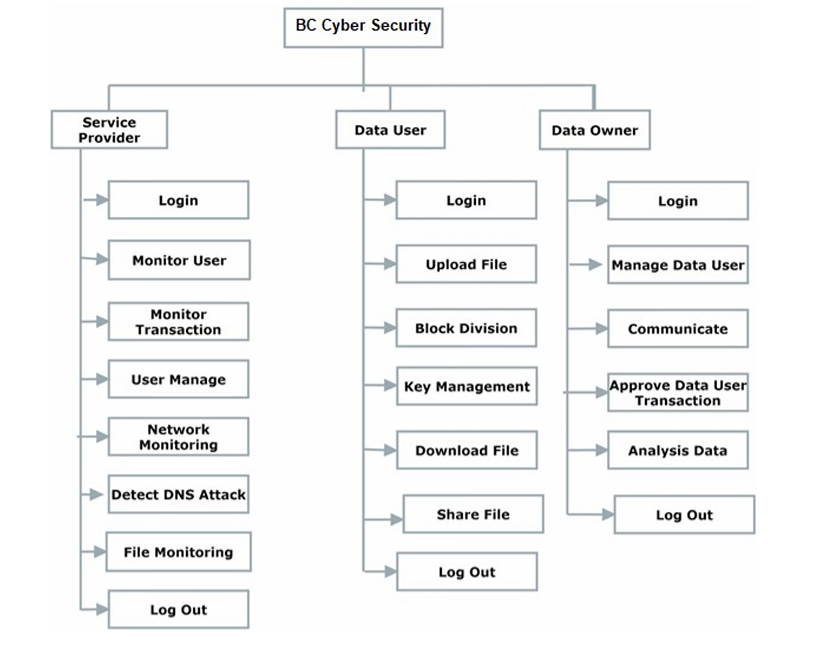 BC Cyber Security
Service
Provider
Data User
Data Owner
Login
Monitor User
Monitor
Transaction
User Manage
Network
Monitoring
Detect DNS Attack
File Monitoring
Log Out
Login
Upload File
Block Division
Key Management
Download File
Share File
Log Out
Login
Manage Data User
Communicate
Approve Data User
Transaction
Analysis Data
Log Out